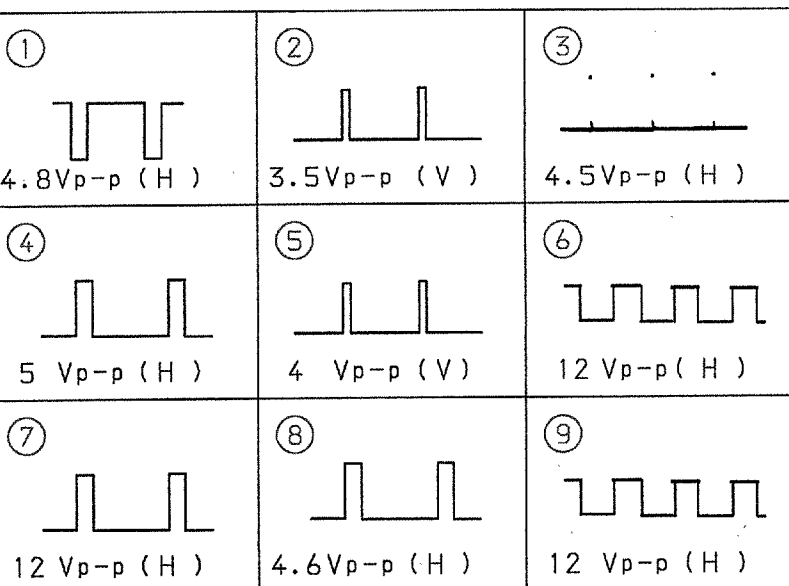 ① ② ③
4.8Vp-p (H) 3.5Vp-p (V) 4.5Vp-p (H)
④ ⑤ ⑥
5 Vp-p (H) 4 Vp-p (V) 12 Vp-p( H )
⑦ ⑧ ⑨
12 Vp-p (H) 4.6Vp-p (H) 12 Vp-p (H)